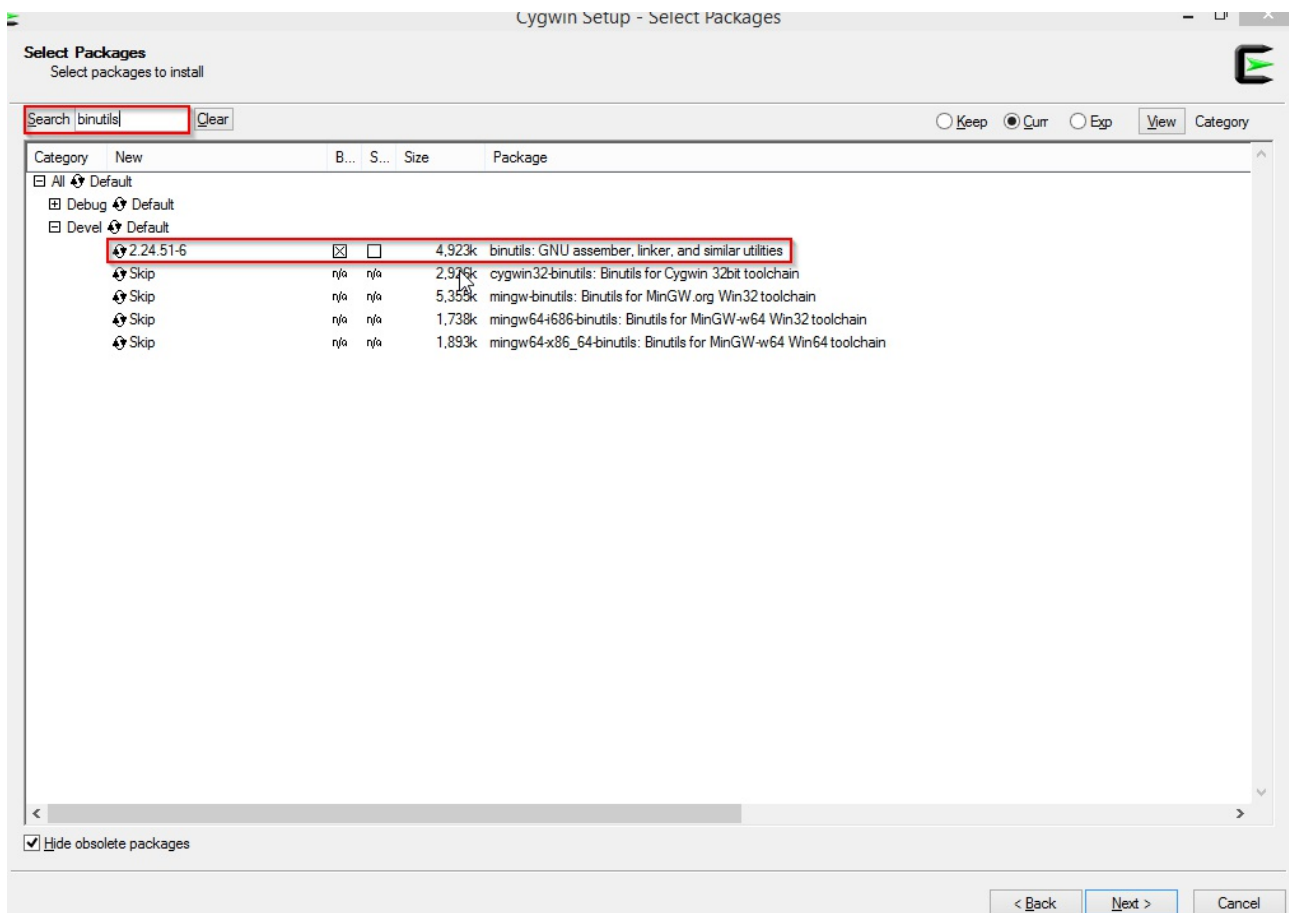 Cygwin Setup - Select Packages
Select Packages
Select packages to install
Search binutils Clear Keep Curr Exp View Category
Category New B... S... Size Package
All Default
Debug Default
Devel Default
2.24.51-6 4,923k binutils: GNU assember, linker, and similar utilities
Skip n/a n/a cygwin32-binutils: Binutils for Cygwin 32bit toolchain
Skip n/a n/a 5,355k mingw-binutils: Binutils for MinGW.org Win32 toolchain
Skip n/a n/a 1,738k mingw64-i686-binutils: Binutils for MinGW-w64 Win32 toolchain
Skip n/a n/a 1,893k mingw64-x86_64-binutils: Binutils for MinGW-w64 Win64 toolchain
Hide obsolete packages
< Back Next > Cancel